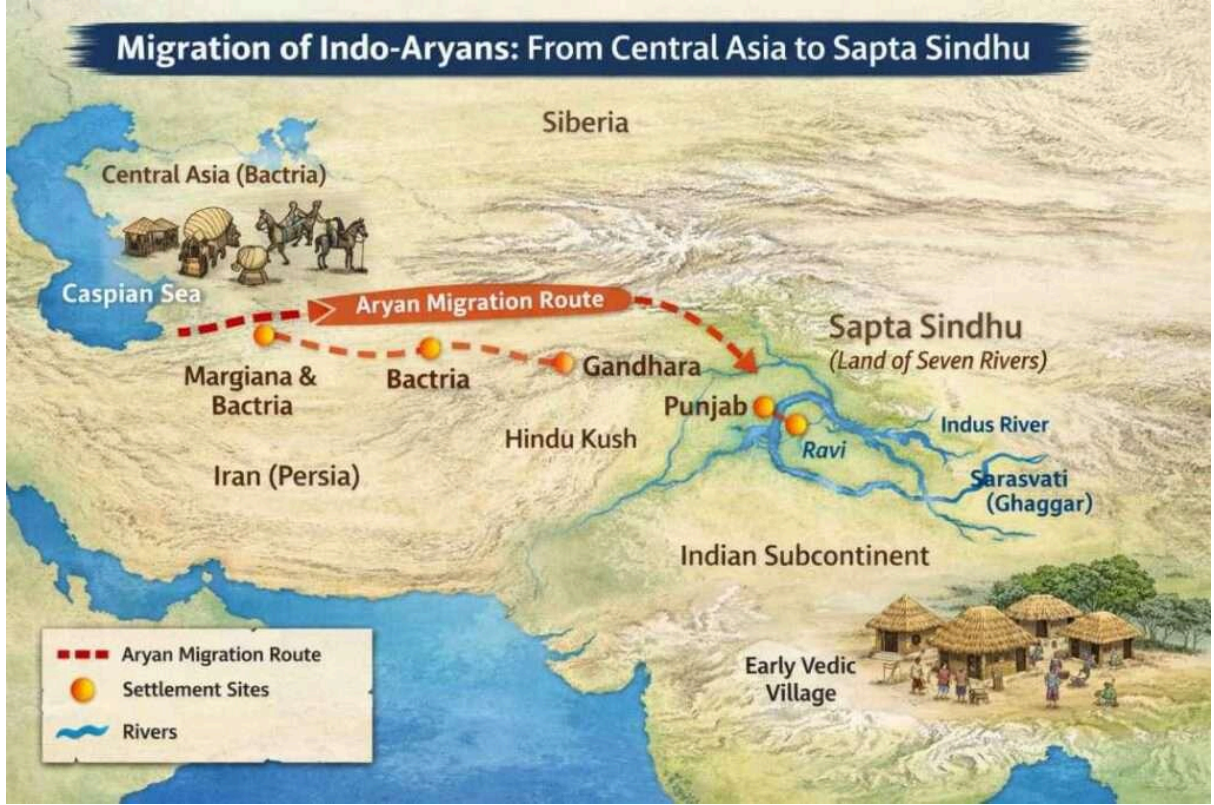 Migration of Indo-Aryans: From Central Asia to Sapta Sindhu
Siberia
Central Asia (Bactria)
Caspian Sea
Aryan Migration Route
Sapta Sindhu
(Land of Seven Rivers)
Margiana &
Bactria
Bactria
Gandhara
Punjab
Hindu Kush
Ravi
Indus River
Iran (Persia)
Sarasvati
(Ghaggar)
Indian Subcontinent
Early Vedic
Village
Aryan Migration Route
Settlement Sites
Rivers